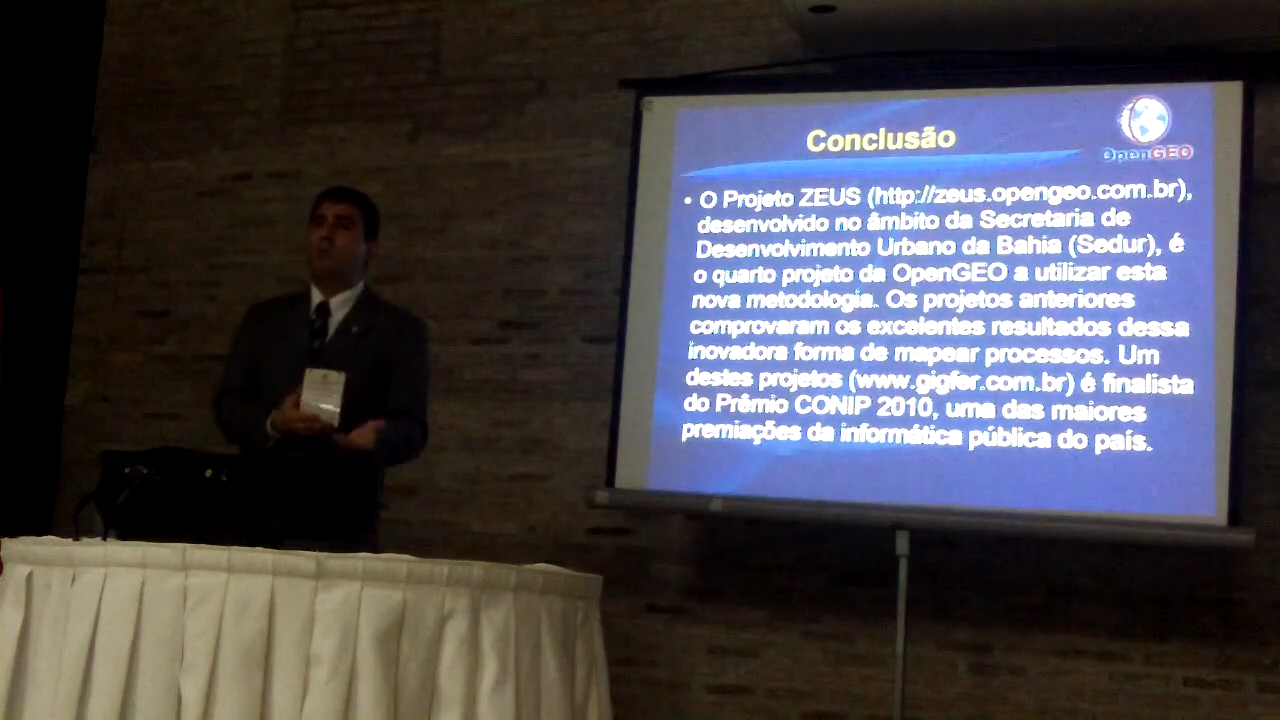 Conclusão
OpenGEO
• O Projeto ZEUS (http://zeus.opengeo.com.br),
desenvolvido no âmbito da Secretaria de
Desenvolvimento Urbano da Bahia (Sedur), é
o quarto projeto da OpenGEO a utilizar esta
nova metodologia. Os projetos anteriores
comprovaram os excelentes resultados dessa
inovadora forma de mapear processos. Um
destes projetos (www.gigfer.com.br) é finalista
do Prêmio CONIP 2010, uma das maiores
premiações da informática pública do país.